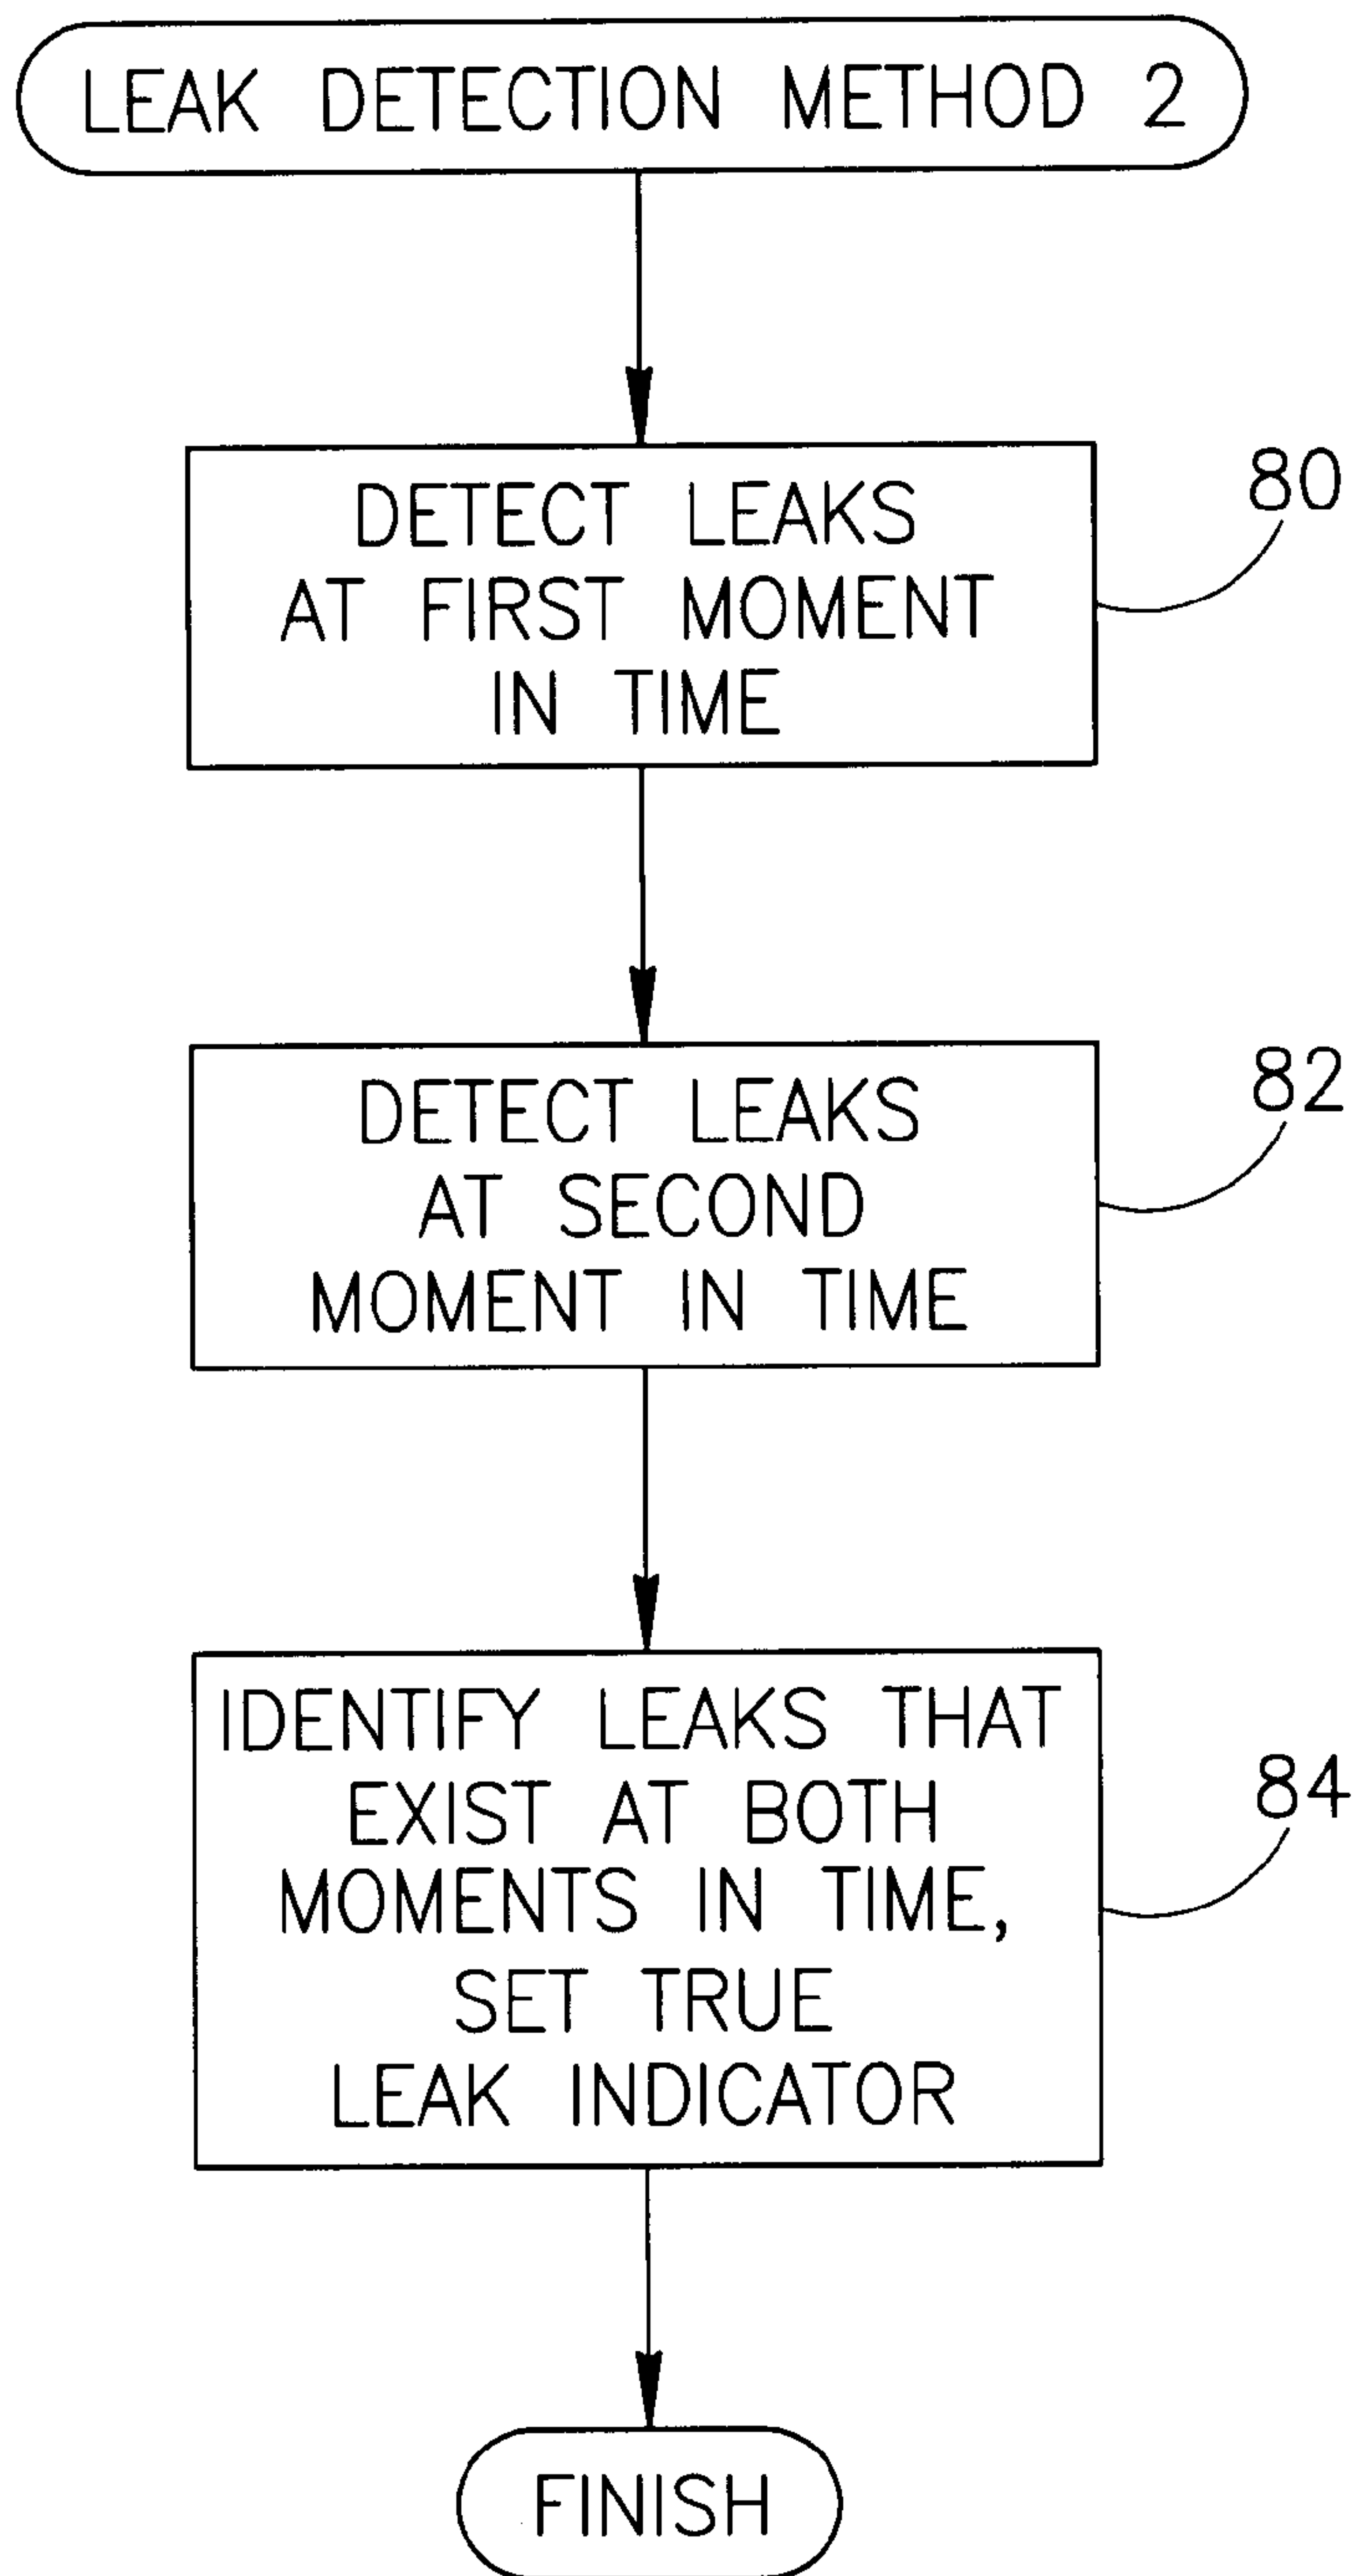 LEAK DETECTION METHOD 2
DETECT LEAKS
AT FIRST MOMENT
IN TIME
80
DETECT LEAKS
AT SECOND
MOMENT IN TIME
82
IDENTIFY LEAKS THAT
EXIST AT BOTH
MOMENTS IN TIME,
SET TRUE
LEAK INDICATOR
84
FINISH